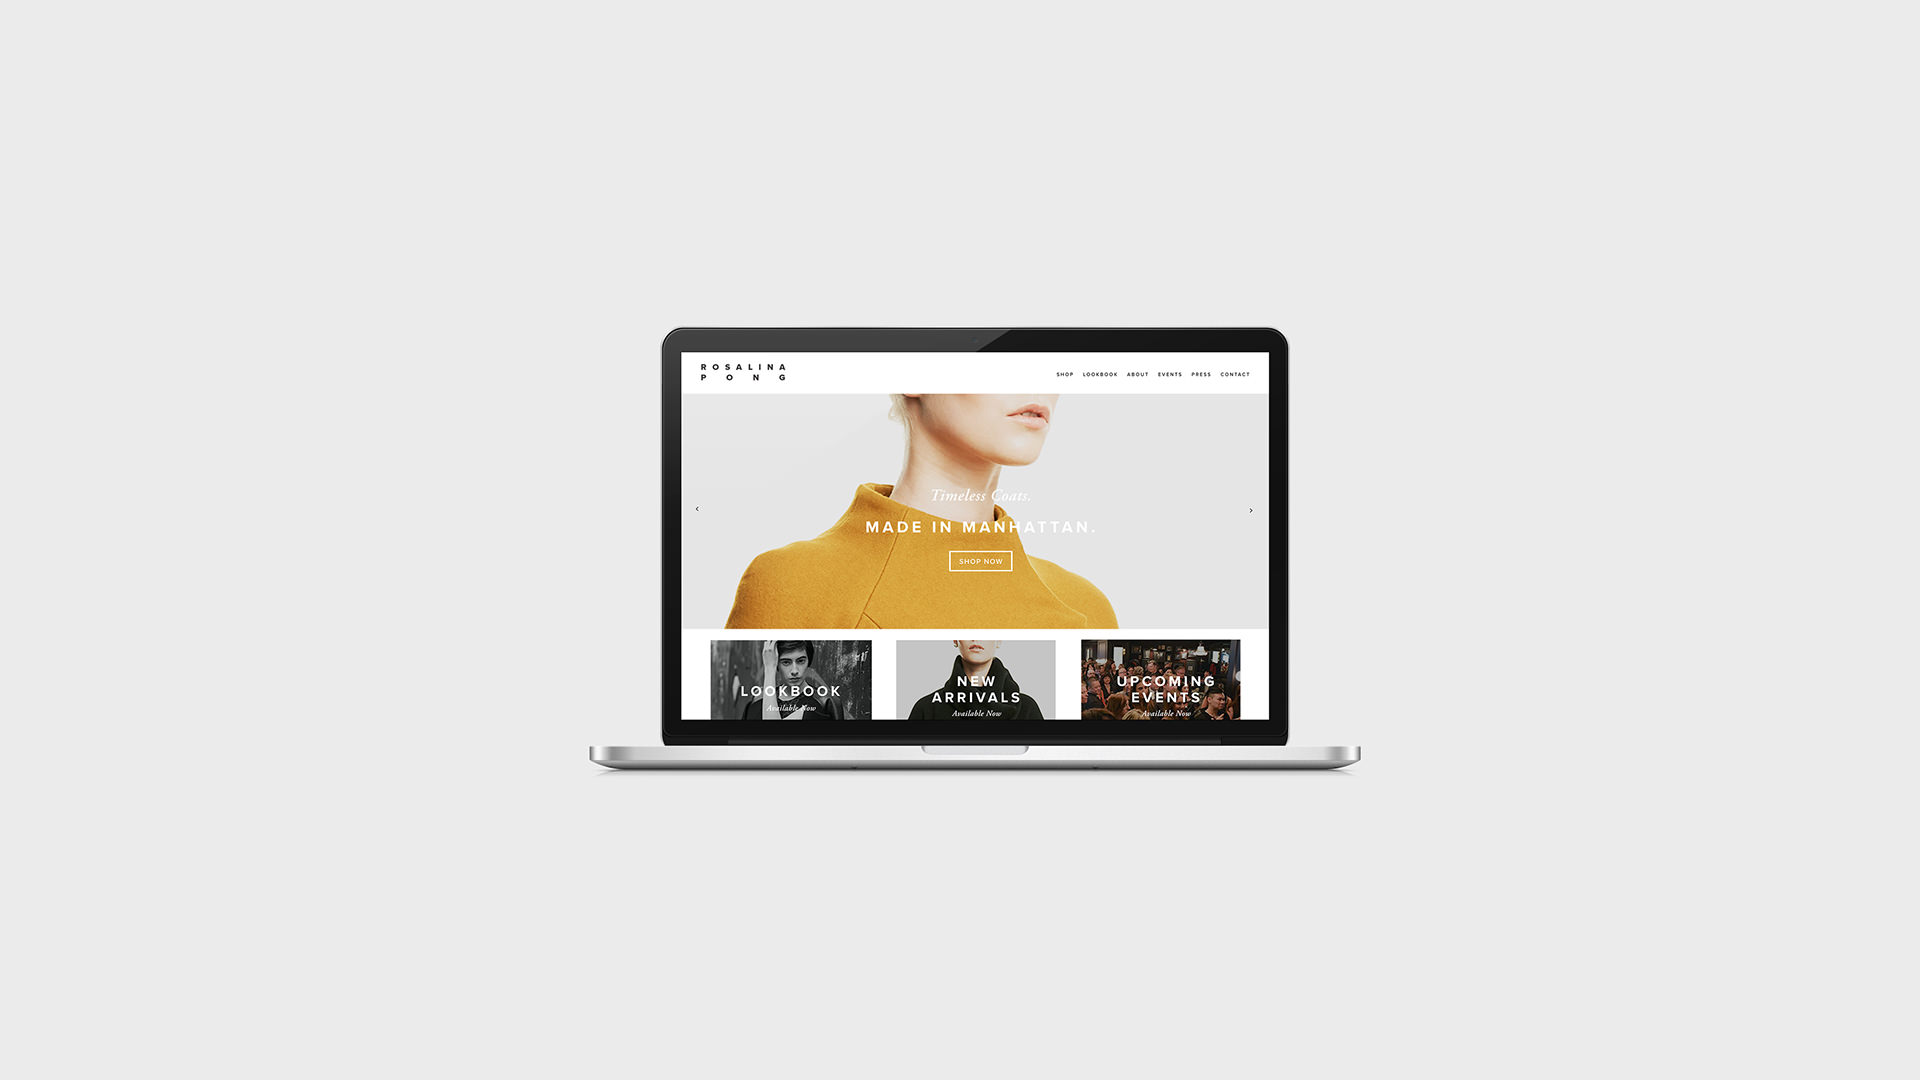 ROSALINA
PONG
SHOP LOOKBOOK ABOUT EVENTS PRESS CONTACT
Timeless Coats.
MADE IN MANHATTAN.
SHOP NOW
LOOKBOOK
Available Now
NEW
ARRIVALS
Available Now
UPCOMING
EVENTS
Available Now